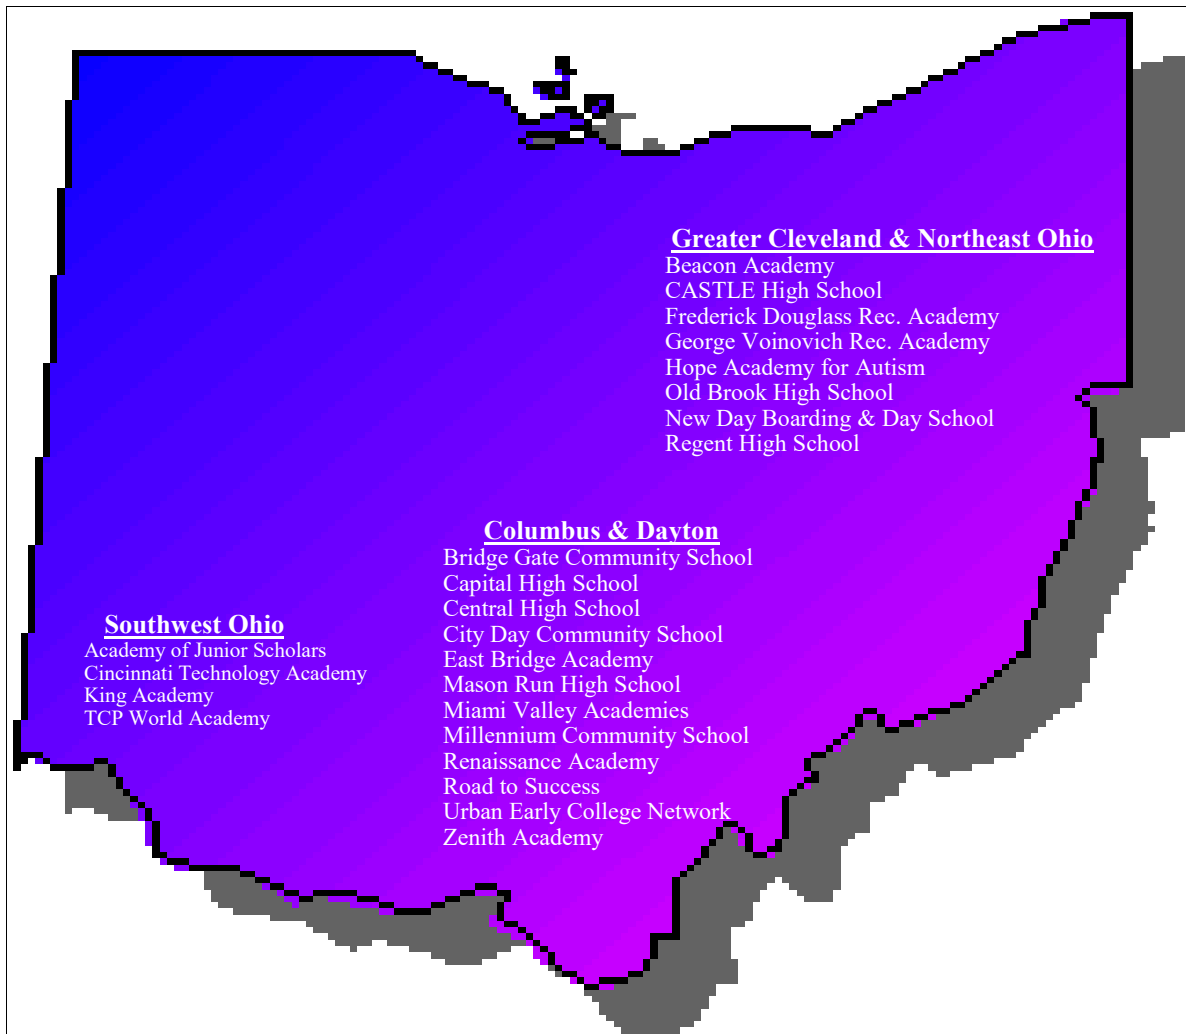 Greater Cleveland & Northeast Ohio
Beacon Academy
CASTLE High School
Frederick Douglass Rec. Academy
George Voinovich Rec. Academy
Hope Academy for Autism
Old Brook High School
New Day Boarding & Day School
Regent High School
Columbus & Dayton
Bridge Gate Community School
Capital High School
Central High School
City Day Community School
East Bridge Academy
Mason Run High School
Miami Valley Academies
Millennium Community School
Renaissance Academy
Road to Success
Urban Early College Network
Zenith Academy
Southwest Ohio
Academy of Junior Scholars
Cincinnati Technology Academy
King Academy
TCP World Academy